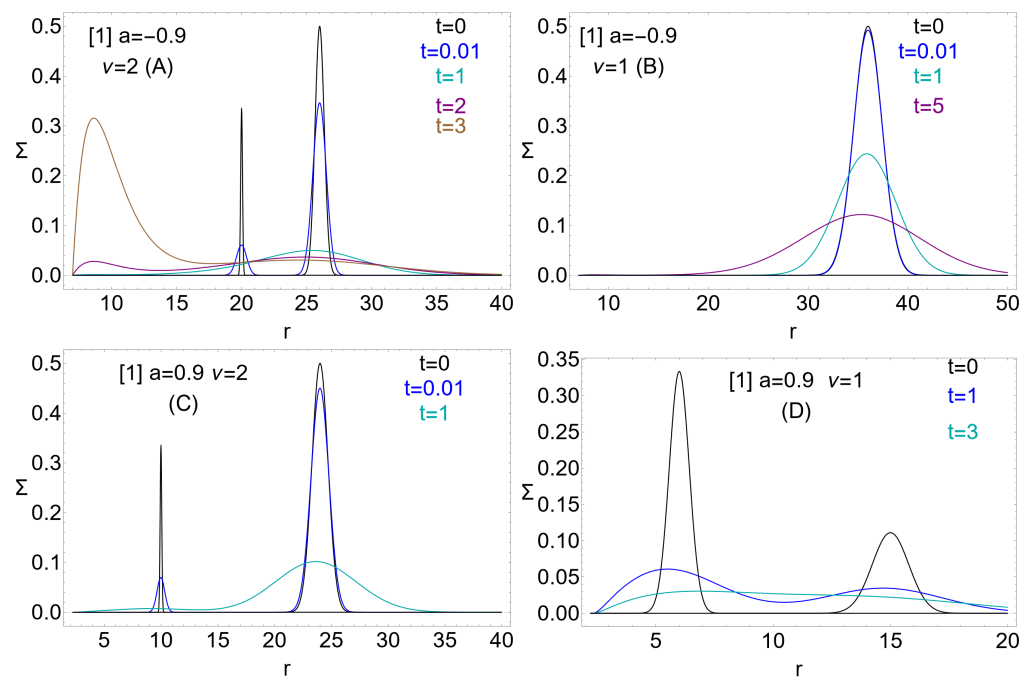 [1] a=−0.9
ν=2 (A)
t=0
t=0.01
t=1
t=2
t=3
Σ
0.5
0.4
0.3
0.2
0.1
0.0
10 15 20 25 30 35 40
r
[1] a=−0.9
ν=1 (B)
t=0
t=0.01
t=1
t=5
Σ
0.5
0.4
0.3
0.2
0.1
0.0
10 20 30 40 50
r
[1] a=0.9 ν=2
(C)
t=0
t=0.01
t=1
Σ
0.5
0.4
0.3
0.2
0.1
0.0
5 10 15 20 25 30 35 40
r
[1] a=0.9 ν=1
(D)
t=0
t=1
t=3
Σ
0.35
0.30
0.25
0.20
0.15
0.10
0.05
0.00
5 10 15 20
r